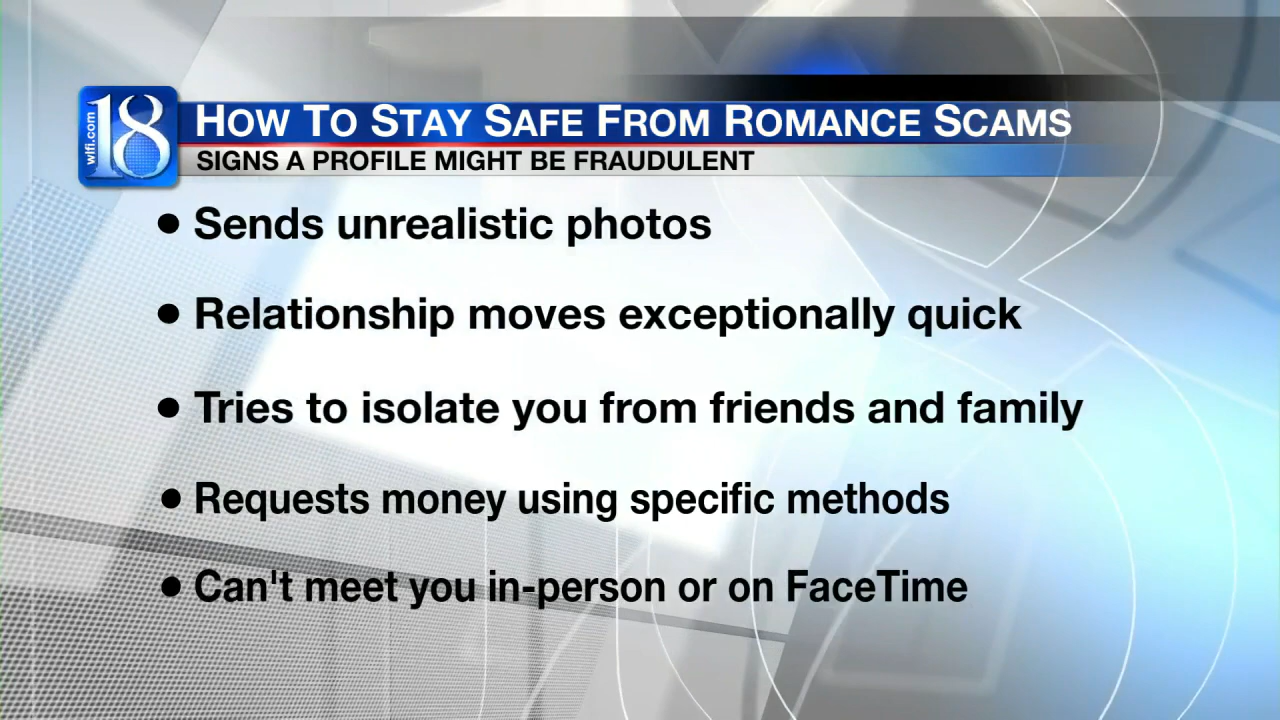 wlfi.com
18
HOW TO STAY SAFE FROM ROMANCE SCAMS
SIGNS A PROFILE MIGHT BE FRAUDULENT
• Sends unrealistic photos
• Relationship moves exceptionally quick
• Tries to isolate you from friends and family
• Requests money using specific methods
• Can't meet you in-person or on FaceTime